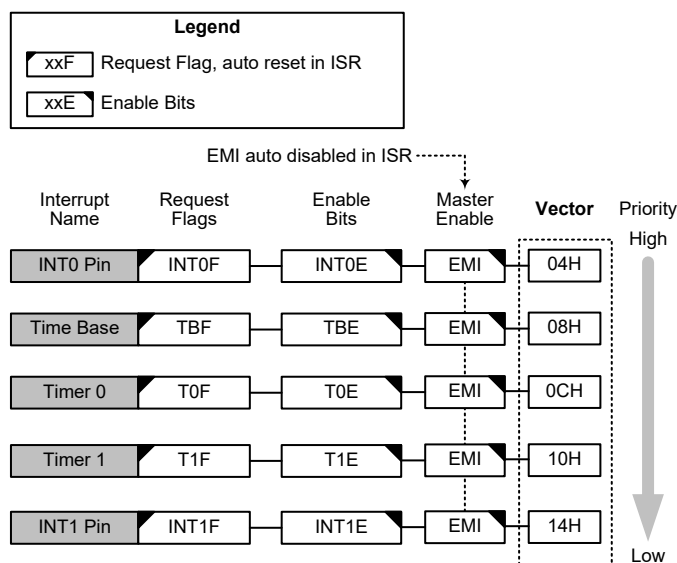 Legend
xxF Request Flag, auto reset in ISR
xxE Enable Bits
EMI auto disabled in ISR
Interrupt Name
Request Flags
Enable Bits
Master Enable
Vector
Priority
High
INT0 Pin INT0F INT0E EMI 04H
Time Base TBF TBE EMI 08H
Timer 0 T0F T0E EMI 0CH
Timer 1 T1F T1E EMI 10H
INT1 Pin INT1F INT1E EMI 14H
Low